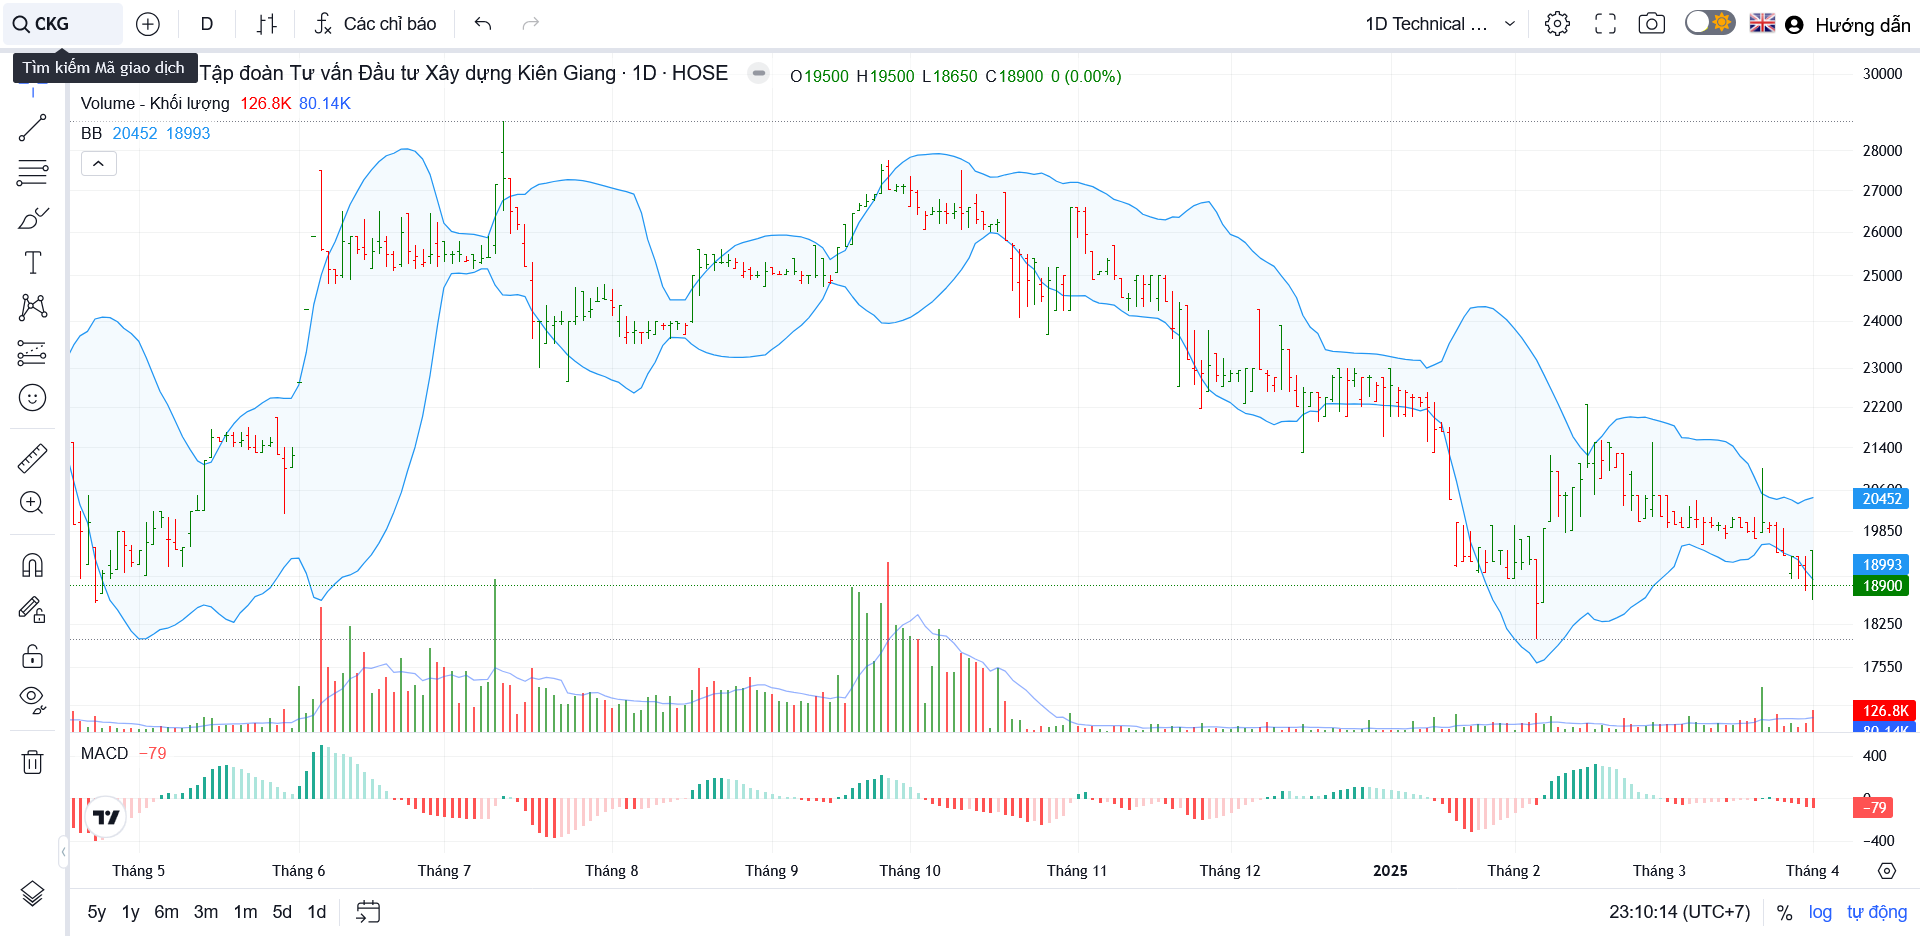 CKG D Các chỉ báo 1D Technical ... Hướng dẫn
Tìm kiếm Mã giao dịch Tập đoàn Tư vấn Đầu tư Xây dựng Kiên Giang · 1D · HOSE O19500 H19500 L18650 C18900 0 (0.00%)
Volume - Khối lượng 126.8K 80.14K
BB 20452 18993
30000
28000
27000
26000
25000
24000
23000
22200
21400
20452
19850
18993
18900
18250
17550
126.8K
80.14K
MACD −79
400
0
−79
−400
Tháng 5 Tháng 6 Tháng 7 Tháng 8 Tháng 9 Tháng 10 Tháng 11 Tháng 12 2025 Tháng 2 Tháng 3 Tháng 4
5y 1y 6m 3m 1m 5d 1d 23:10:14 (UTC+7) % log tự động